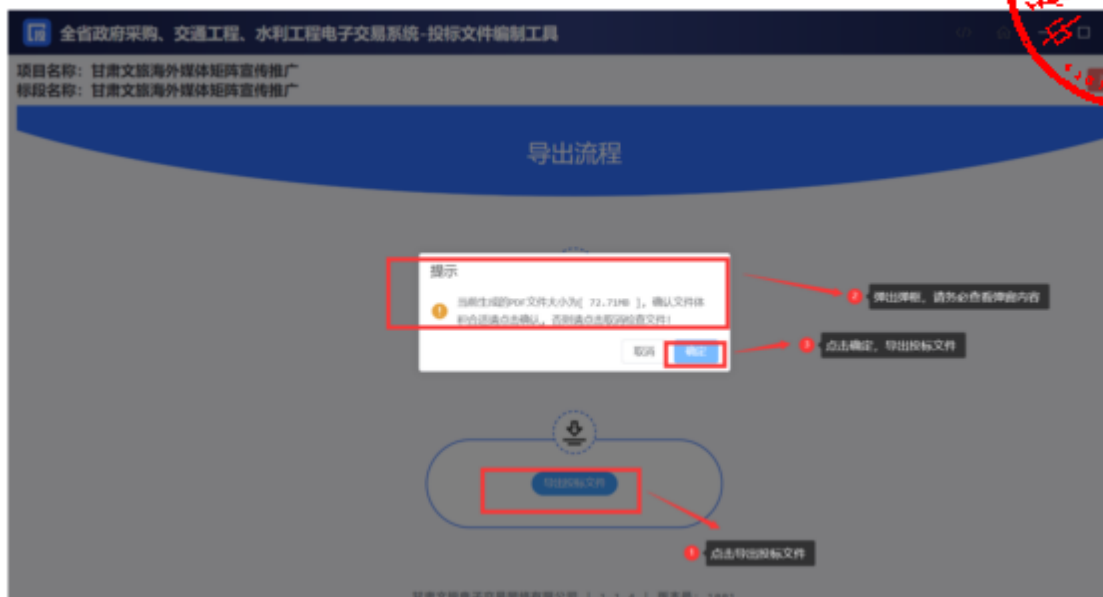 全省政府采购、交通工程、水利工程电子交易系统-投标文件编制工具
项目名称：甘肃文旅海外媒体矩阵宣传推广
标段名称：甘肃文旅海外媒体矩阵宣传推广
导出流程
提示
当前生成的PDF文件大小为[ 72.71MB ]，确认文件体
积合适请点击确认，否则请点击取消检查文件！
取消 确定
2 弹出弹框，请务必查看弹窗内容
3 点击确定，导出投标文件
导出投标文件
1 点击导出投标文件